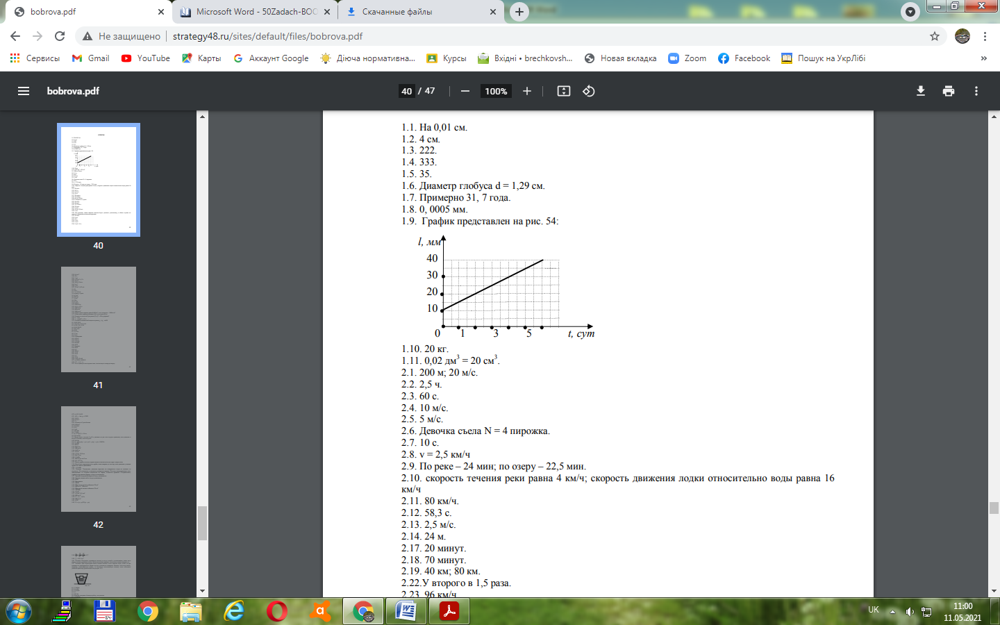 bobrova.pdf
Microsoft Word - 50Zadach-BOC
Скачанные файлы
Не защищено
strategy48.ru/sites/default/files/bobrova.pdf
Сервисы
Gmail
YouTube
Карты
Аккаунт Google
Діюча нормативна...
Курсы
Вхідні • brechkovsh...
Новая вкладка
Zoom
Facebook
Пошук на УкрЛібі
»
bobrova.pdf
40 / 47
100%
40
41
42
1.1. На 0,01 см.
1.2. 4 см.
1.3. 222.
1.4. 333.
1.5. 35.
1.6. Диаметр глобуса d = 1,29 см.
1.7. Примерно 31, 7 года.
1.8. 0, 0005 мм.
1.9. График представлен на рис. 54:
l, мм
40
30
20
10
0 1 3 5 t, сут
1.10. 20 кг.
1.11. 0,02 дм³ = 20 см³.
2.1. 200 м; 20 м/с.
2.2. 2,5 ч.
2.3. 60 с.
2.4. 10 м/с.
2.5. 5 м/с.
2.6. Девочка съела N = 4 пирожка.
2.7. 10 с.
2.8. v = 2,5 км/ч
2.9. По реке – 24 мин; по озеру – 22,5 мин.
2.10. скорость течения реки равна 4 км/ч; скорость движения лодки относительно воды равна 16
км/ч
2.11. 80 км/ч.
2.12. 58,3 с.
2.13. 2,5 м/с.
2.14. 24 м.
2.17. 20 минут.
2.18. 70 минут.
2.19. 40 км; 80 км.
2.22.У второго в 1,5 раза.
2.23. 96 км/ч.
64
UK
11:00
11.05.2021